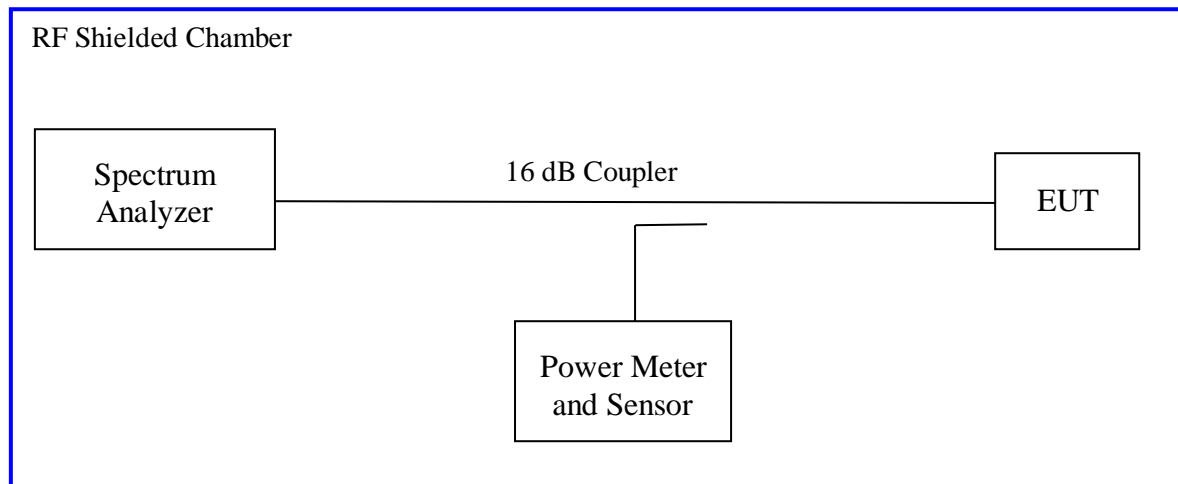 RF Shielded Chamber
16 dB Coupler
Spectrum
Analyzer
EUT
Power Meter
and Sensor